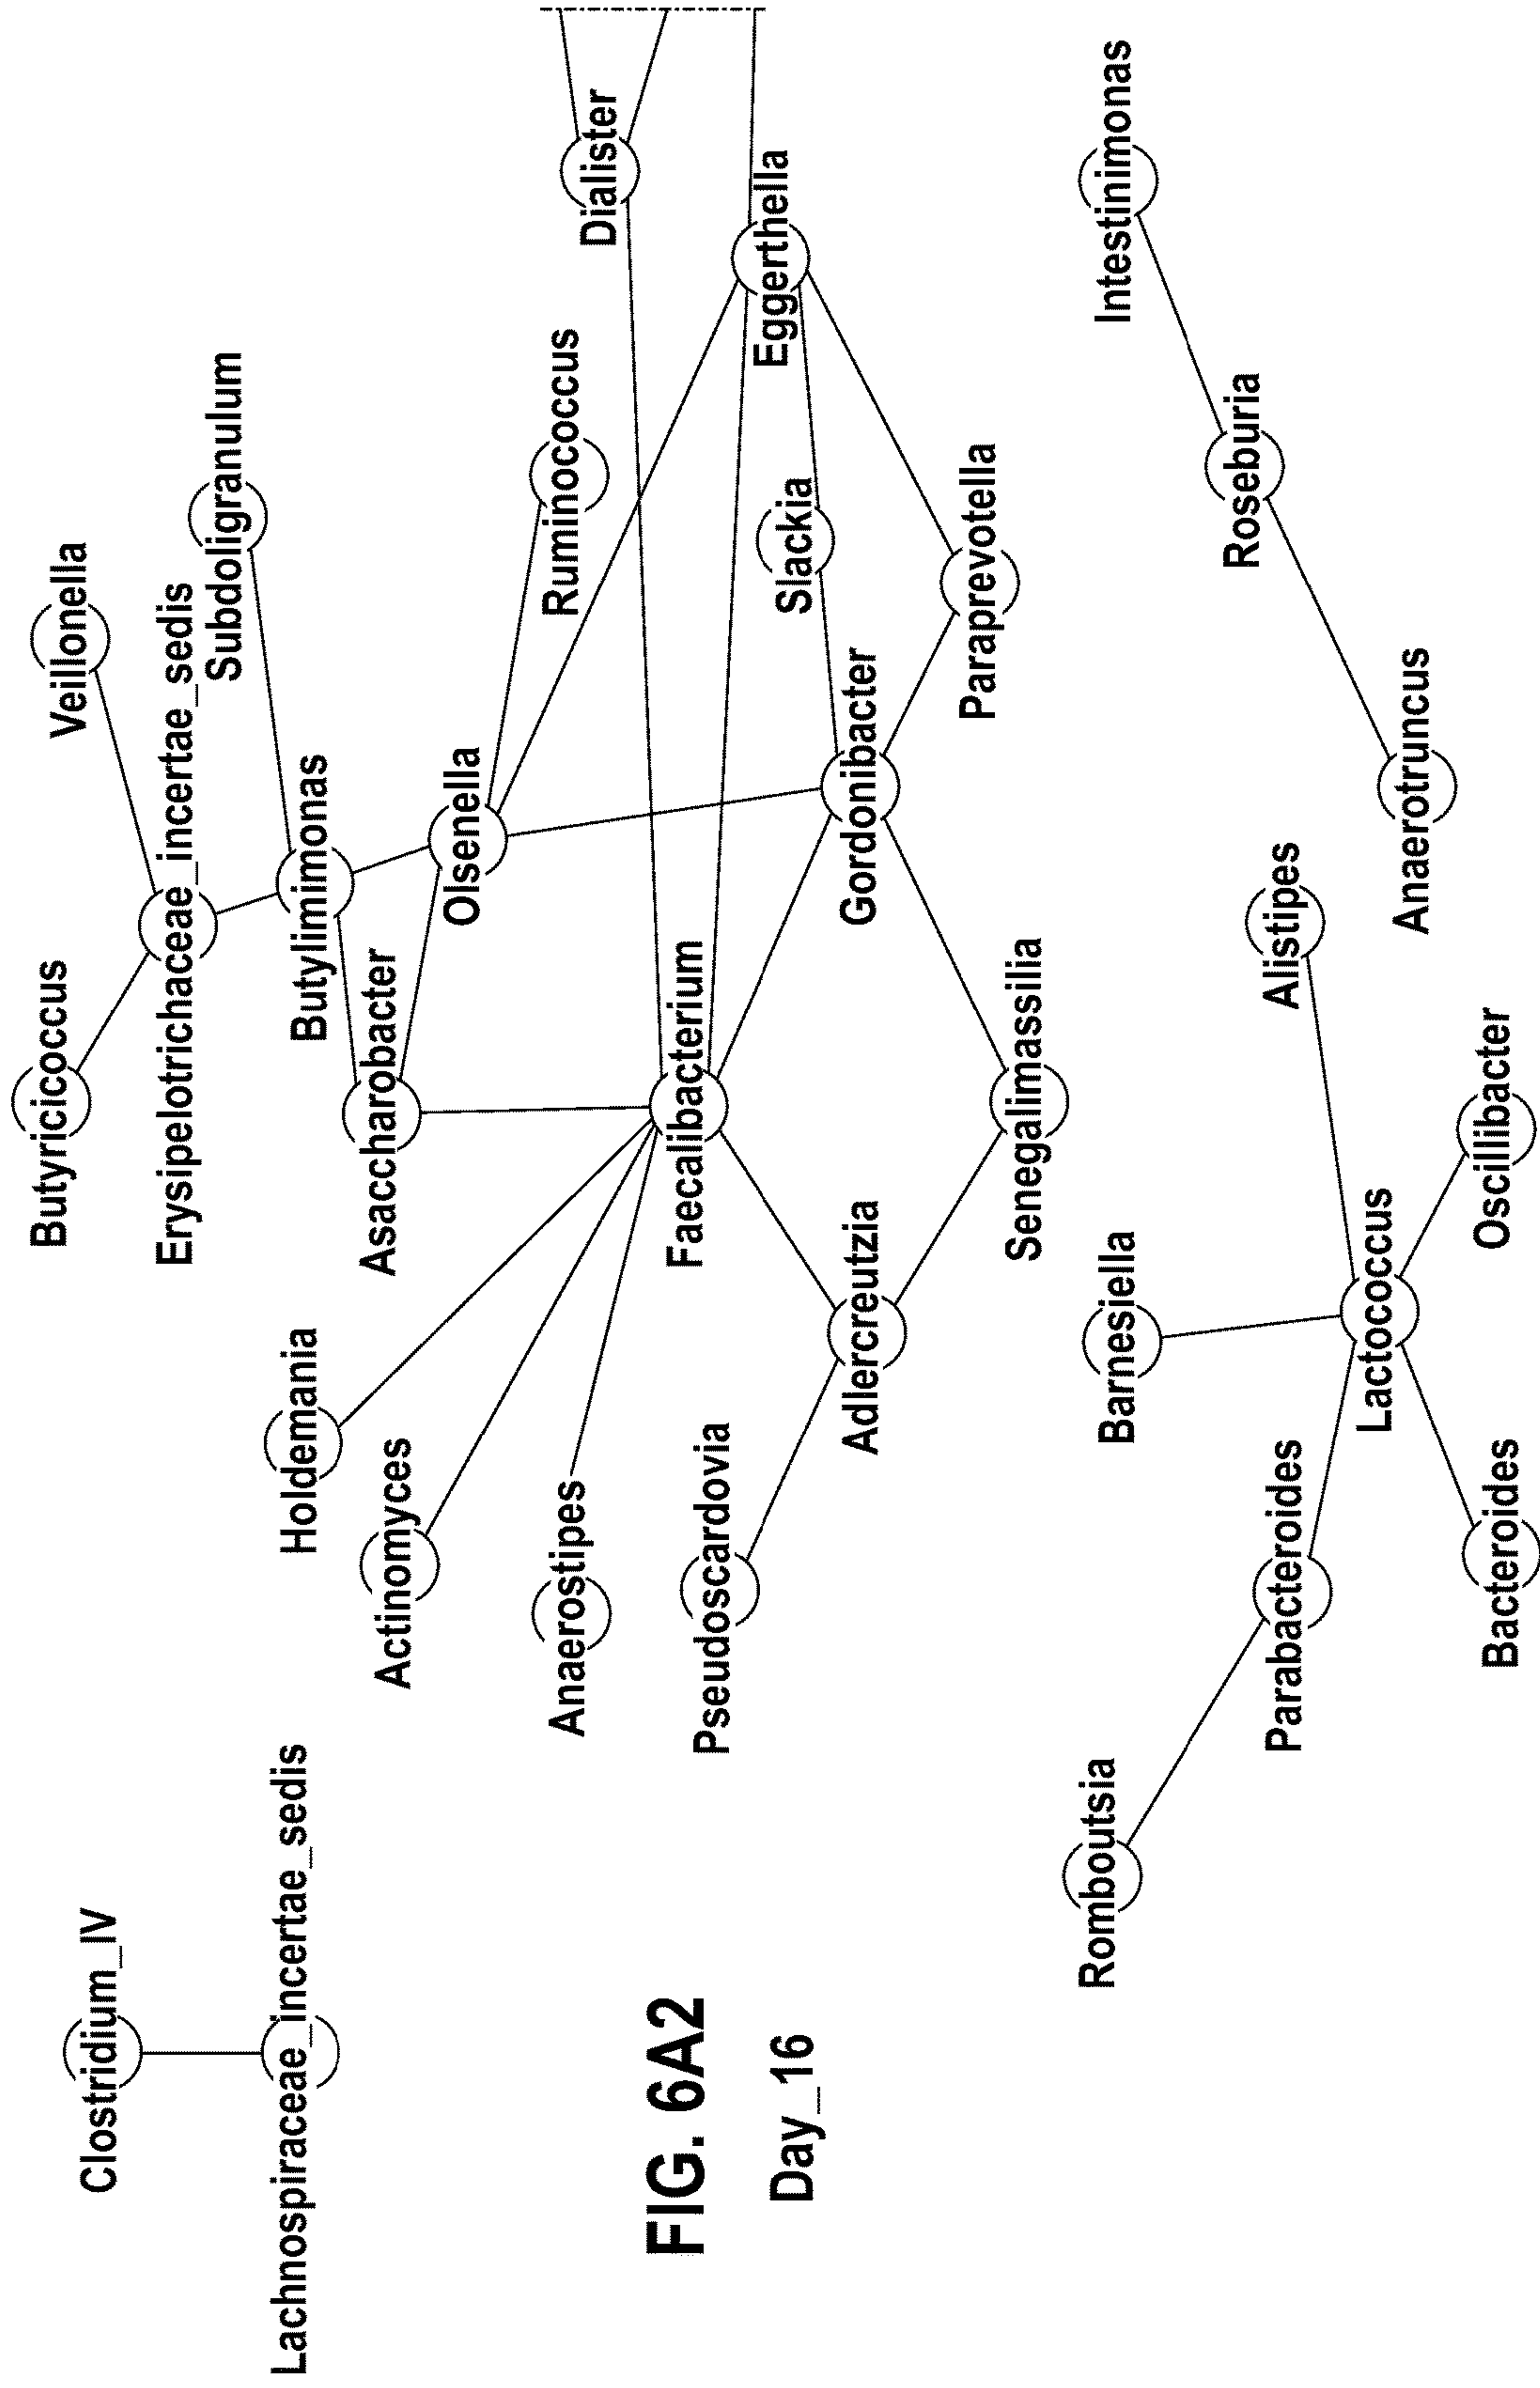 Clostridium_IV
Lachnospiraceae_incertae_sedis
FIG. 6A2
Day_16
Butyricicoccus
Veillonella
Erysipelotrichaceae_incertae_sedis
Subdoligranulum
Butylimimonas
Asaccharobacter
Olsenella
Ruminococcus
Dialister
Holdemania
Actinomyces
Anaerostipes
Faecalibacterium
Eggerthella
Slackia
Pseudoscardovia
Adlercreutzia
Gordonibacter
Paraprevotella
Senegalimassilia
Romboutsia
Barnesiella
Intestinimonas
Parabacteroides
Alistipes
Roseburia
Lactococcus
Anaerotruncus
Bacteroides
Oscillibacter